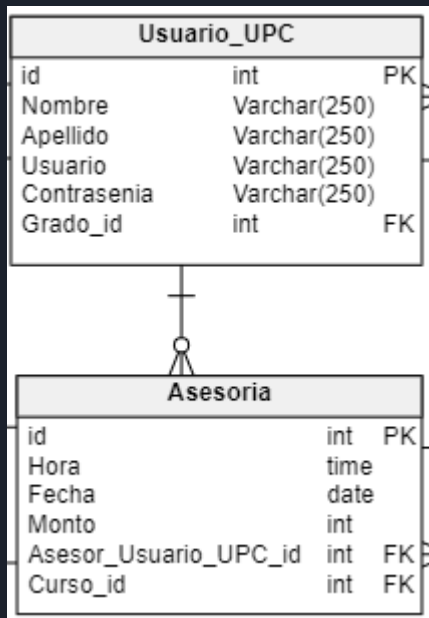 Usuario_UPC
id int PK
Nombre Varchar(250)
Apellido Varchar(250)
Usuario Varchar(250)
Contrasenia Varchar(250)
Grado_id int FK
Asesoria
id int PK
Hora time
Fecha date
Monto int
Asesor_Usuario_UPC_id int FK
Curso_id int FK